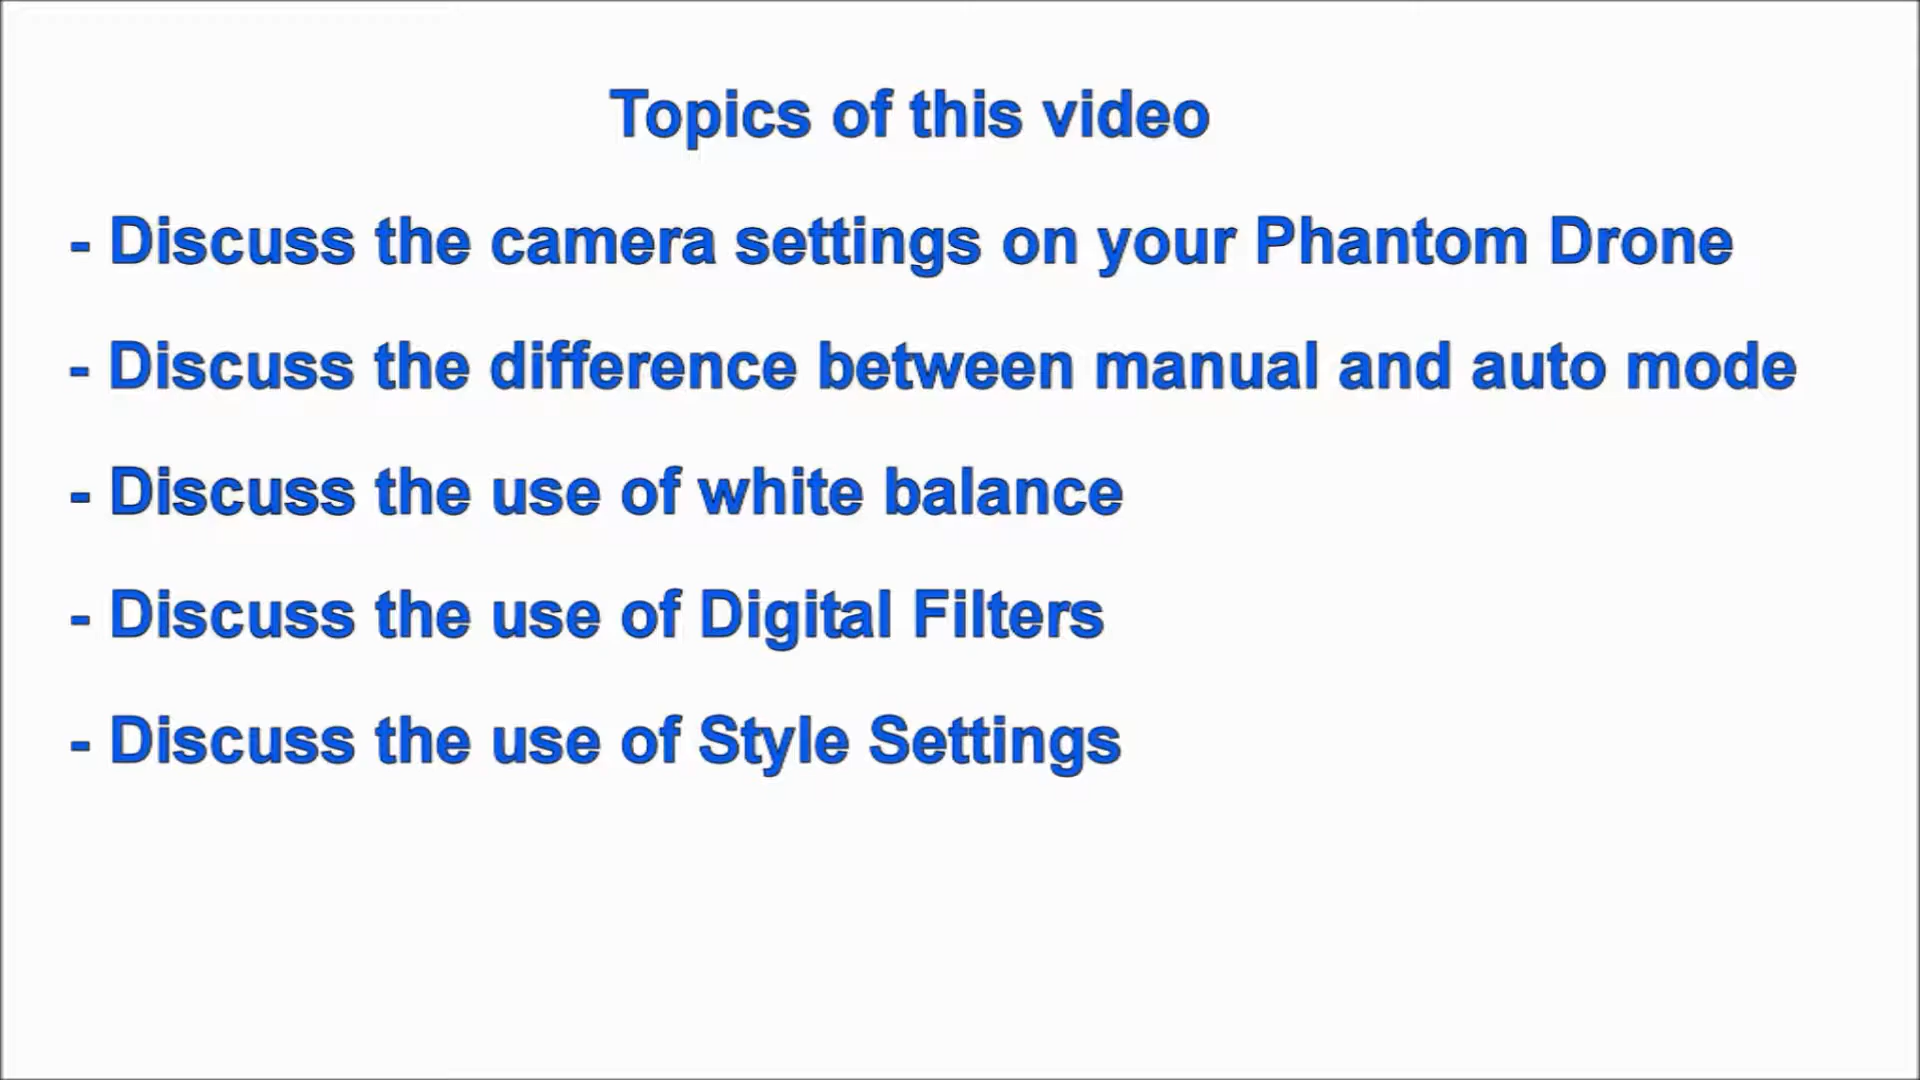 Topics of this video
- Discuss the camera settings on your Phantom Drone
- Discuss the difference between manual and auto mode
- Discuss the use of white balance
- Discuss the use of Digital Filters
- Discuss the use of Style Settings